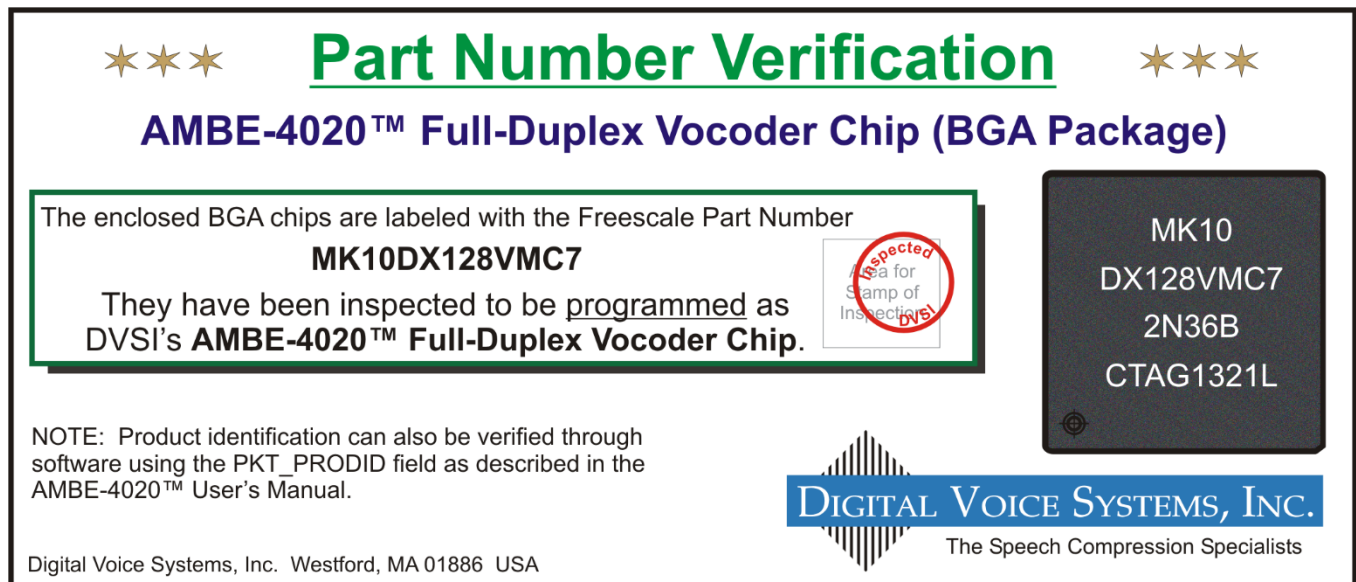 Part Number Verification
AMBE-4020™ Full-Duplex Vocoder Chip (BGA Package)
The enclosed BGA chips are labeled with the Freescale Part Number
MK10DX128VMC7
They have been inspected to be programmed as
DVSI's AMBE-4020™ Full-Duplex Vocoder Chip.
Area for
Stamp of
Inspection
Inspected
DVSI
MK10
DX128VMC7
2N36B
CTAG1321L
NOTE:  Product identification can also be verified through
software using the PKT_PRODID field as described in the
AMBE-4020™ User's Manual.
DIGITAL VOICE SYSTEMS, INC.
The Speech Compression Specialists
Digital Voice Systems, Inc.  Westford, MA 01886  USA